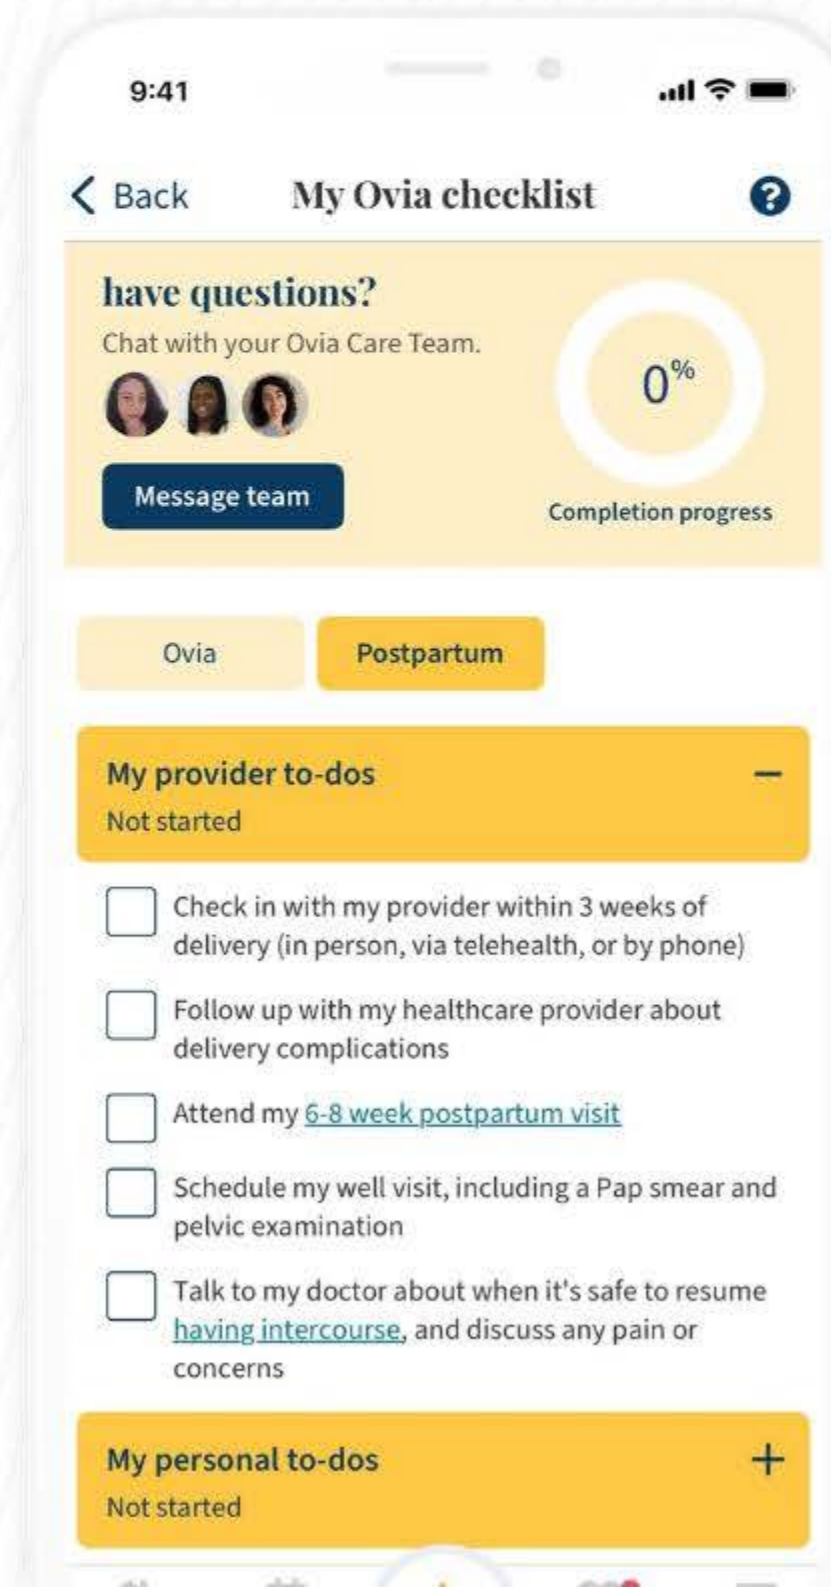 9:41
Back
My Ovia checklist
?
have questions?
Chat with your Ovia Care Team.
Message team
0%
Completion progress
Ovia
Postpartum
My provider to-dos
Not started
Check in with my provider within 3 weeks of
delivery (in person, via telehealth, or by phone)
Follow up with my healthcare provider about
delivery complications
Attend my 6-8 week postpartum visit
Schedule my well visit, including a Pap smear and
pelvic examination
Talk to my doctor about when it's safe to resume
having intercourse, and discuss any pain or
concerns
My personal to-dos
Not started